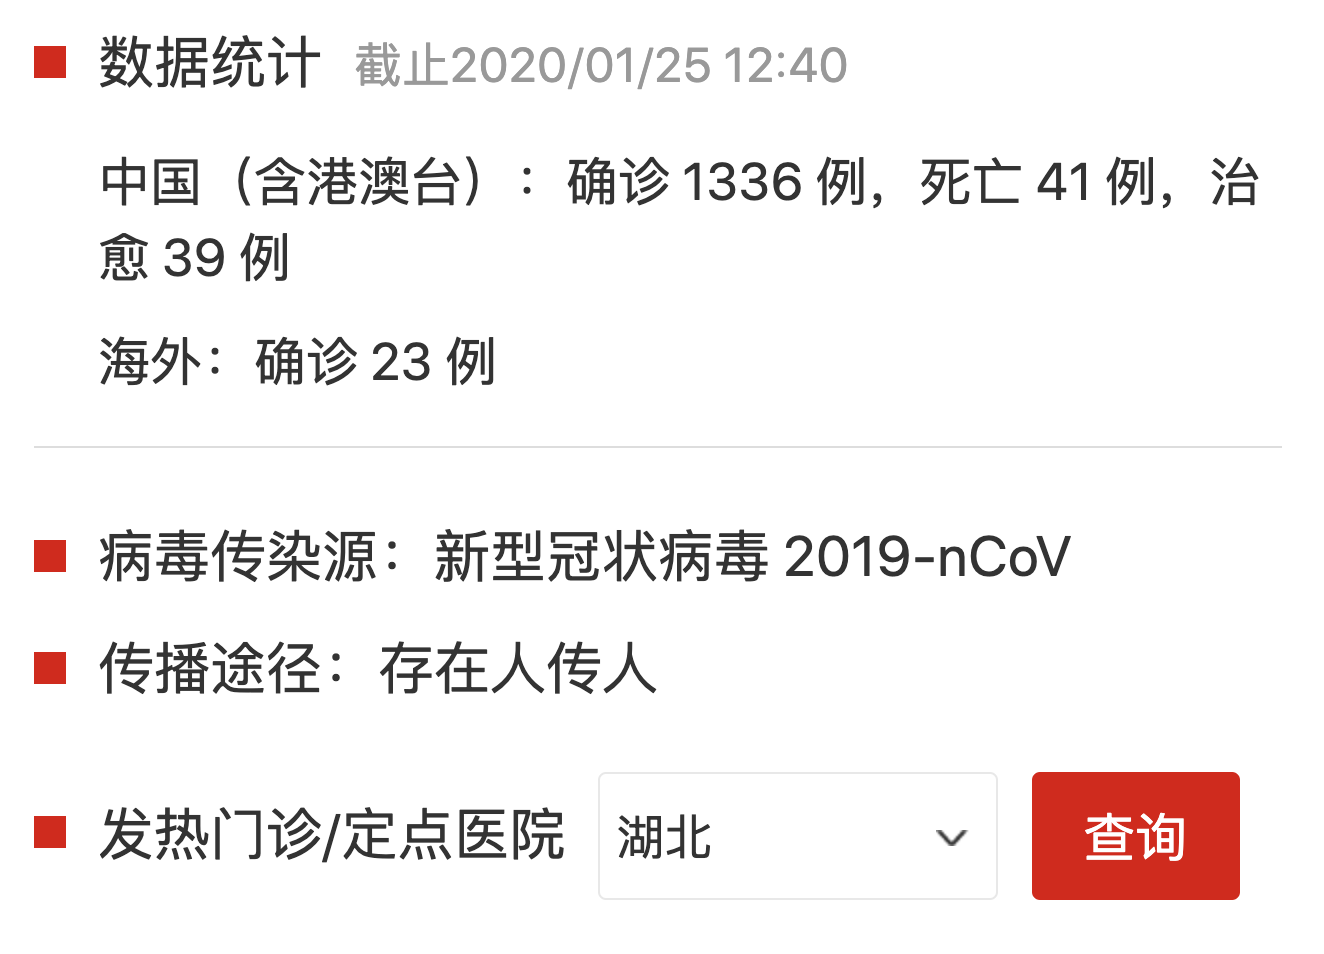 数据统计 截止2020/01/25 12:40
中国（含港澳台）：确诊 1336 例，死亡 41 例，治
愈 39 例
海外：确诊 23 例
病毒传染源：新型冠状病毒 2019-nCoV
传播途径：存在人传人
发热门诊/定点医院 湖北 查询